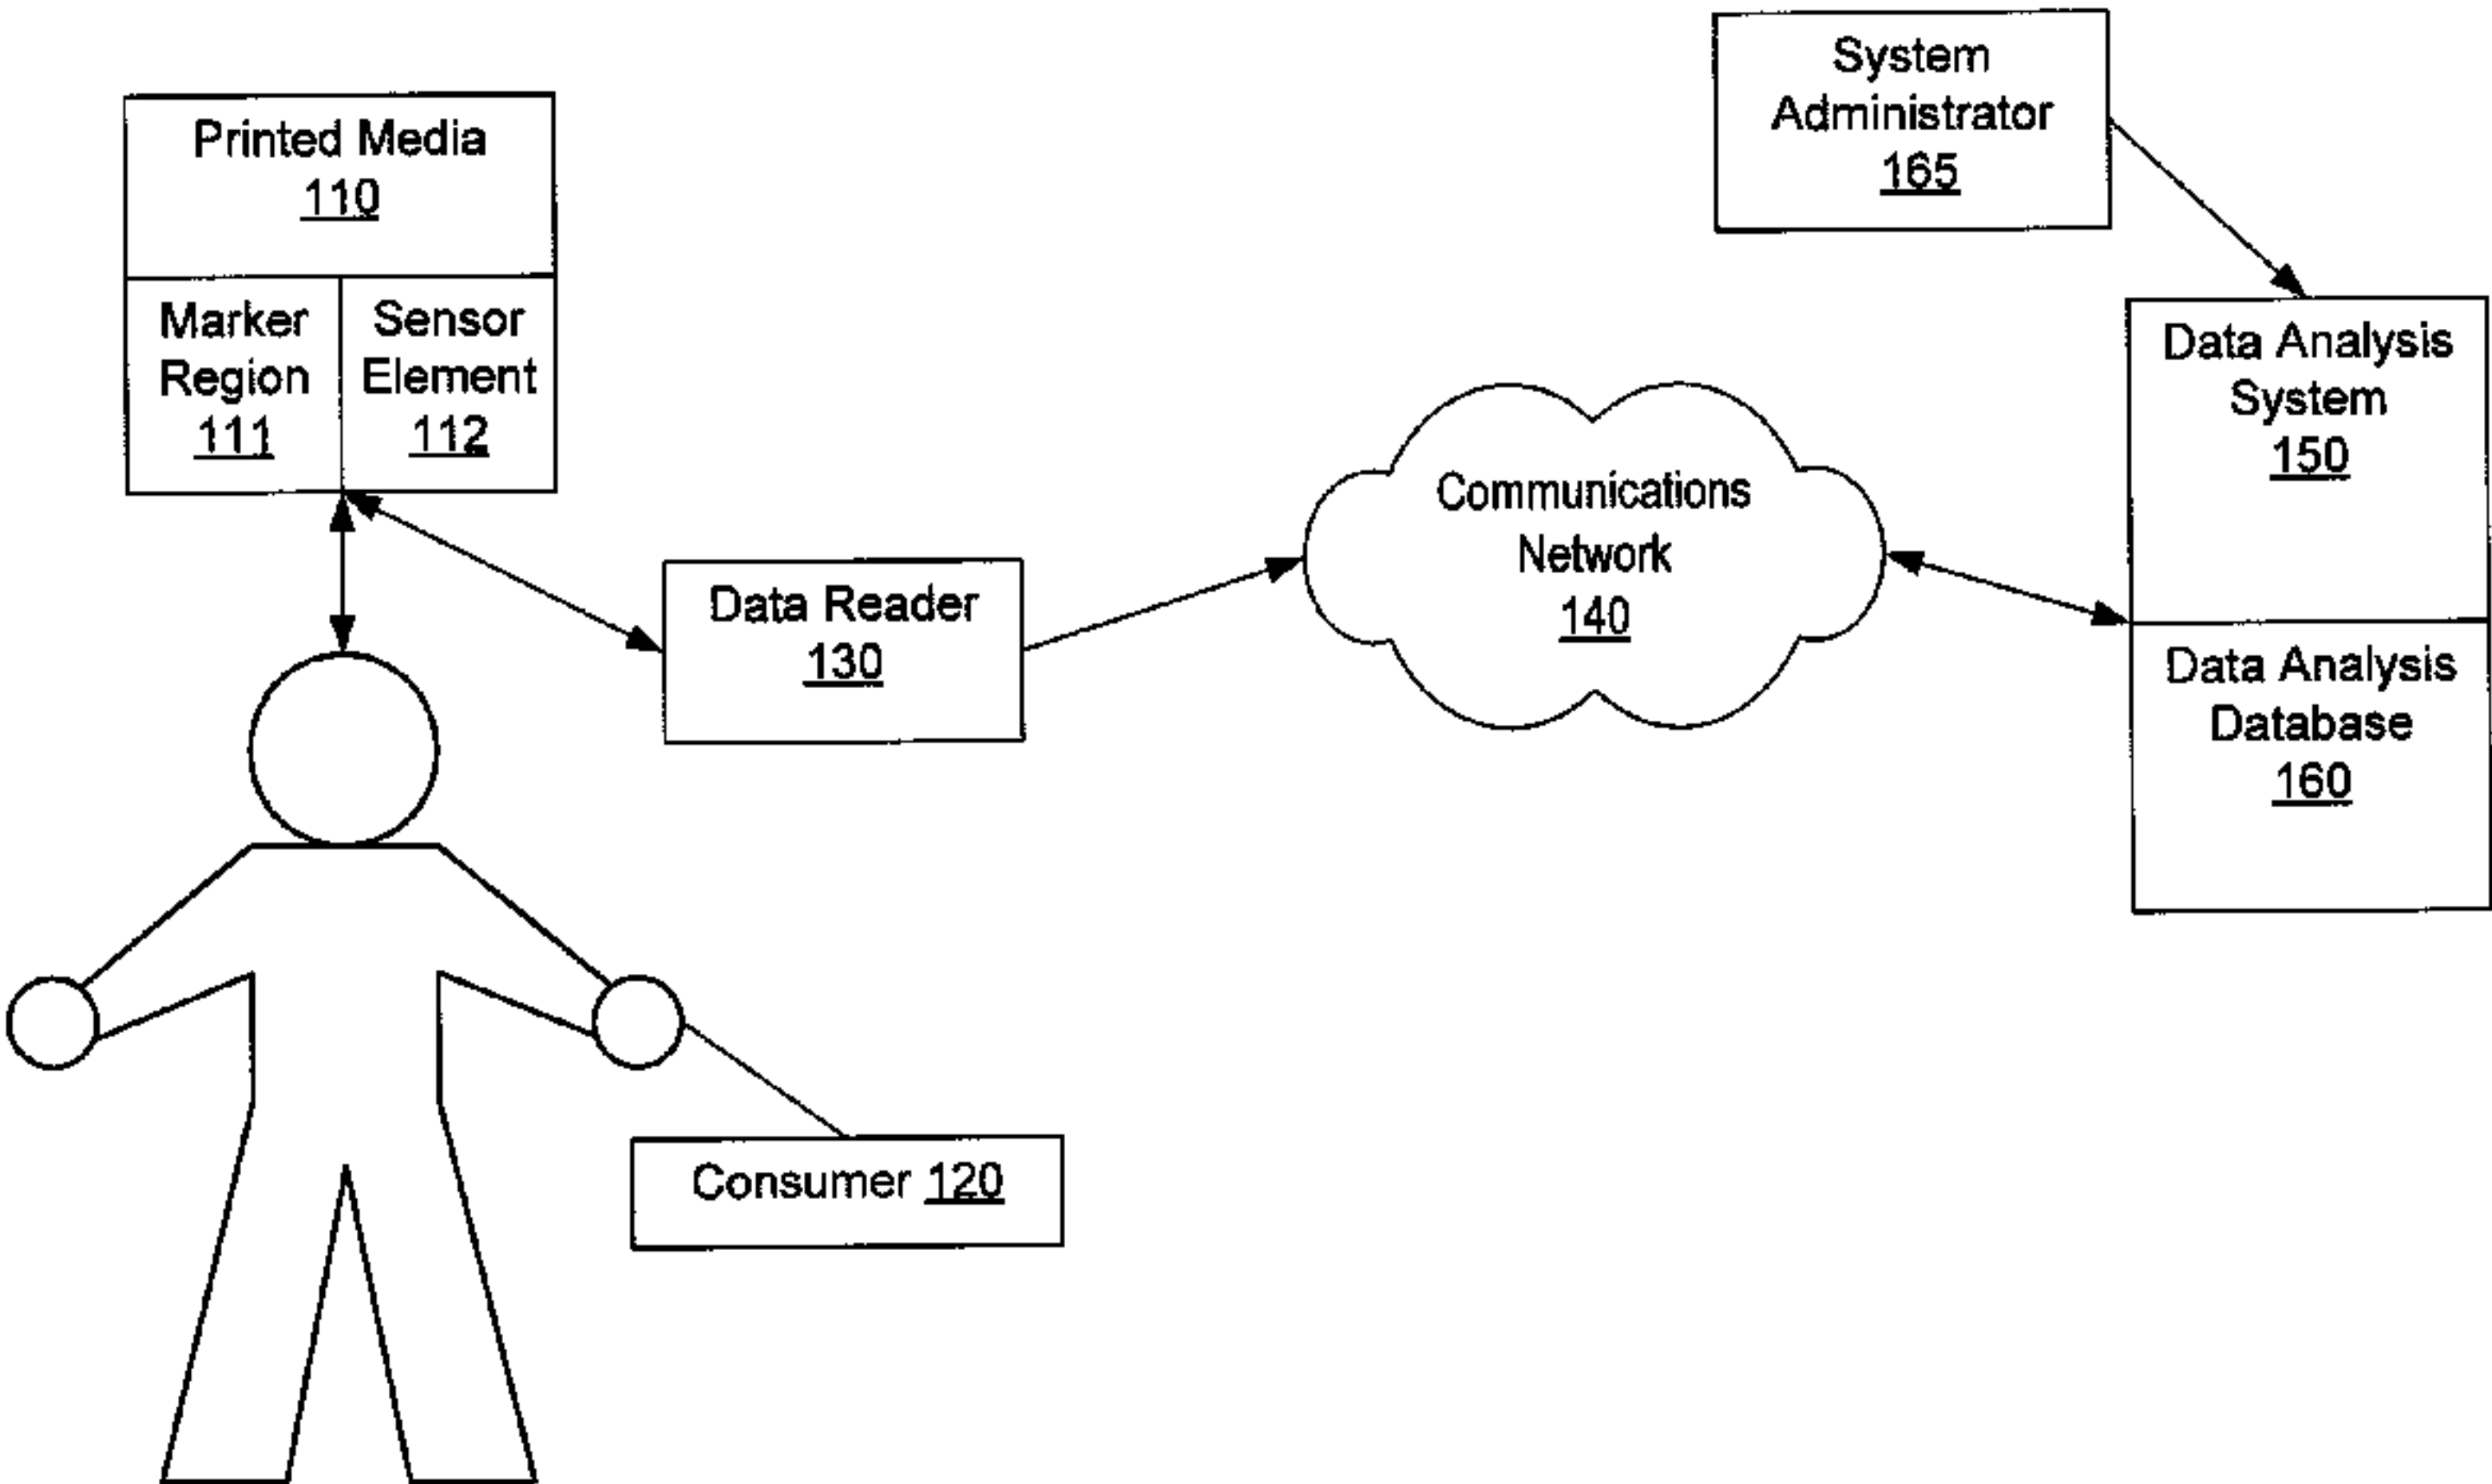 Printed Media
110
Marker
Region
111
Sensor
Element
112
System
Administrator
165
Data Analysis
System
150
Communications
Network
140
Data Reader
130
Data Analysis
Database
160
Consumer 120